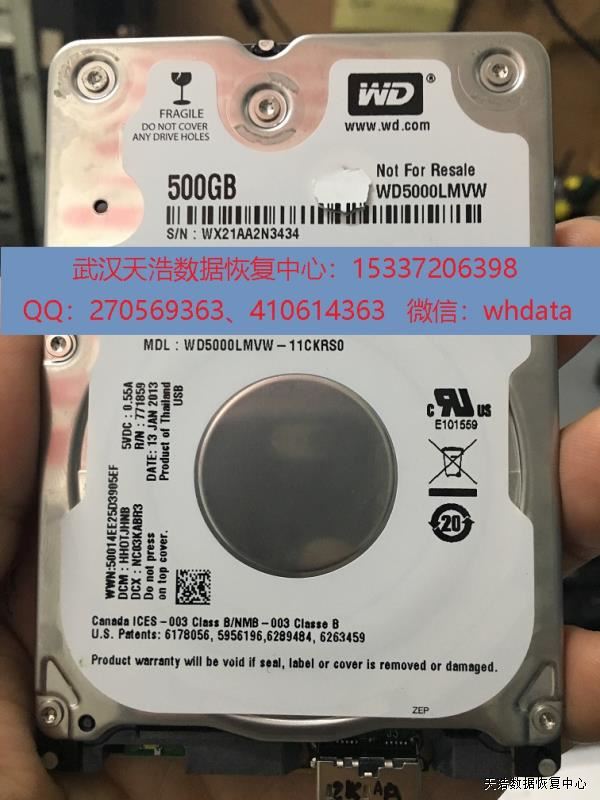 FRAGILE
DO NOT COVER
ANY DRIVE HOLES
WD®
www.wd.com
500GB
Not For Resale
WD5000LMVW
S/N : WX21AA2N3434
武汉天浩数据恢复中心：15337206398
QQ：270569363、410614363 微信：whdata
MDL : WD5000LMVW-11CKRS0
5VDC : 0.55A
R/N : 771859
DATE: 13 JAN 2013
Product of Thailand
USB
WWN:50014EE25D3905EF
DCM : HHOTJHNB
DCX : NC03KABR3
Do not press
on top cover.
C UR US
E101559
20
Canada ICES-003 Class B/NMB-003 Classe B
U.S. Patents: 6178056, 5956196,6289484, 6263459
Product warranty will be void if seal, label or cover is removed or damaged.
ZEP
天浩数据恢复中心